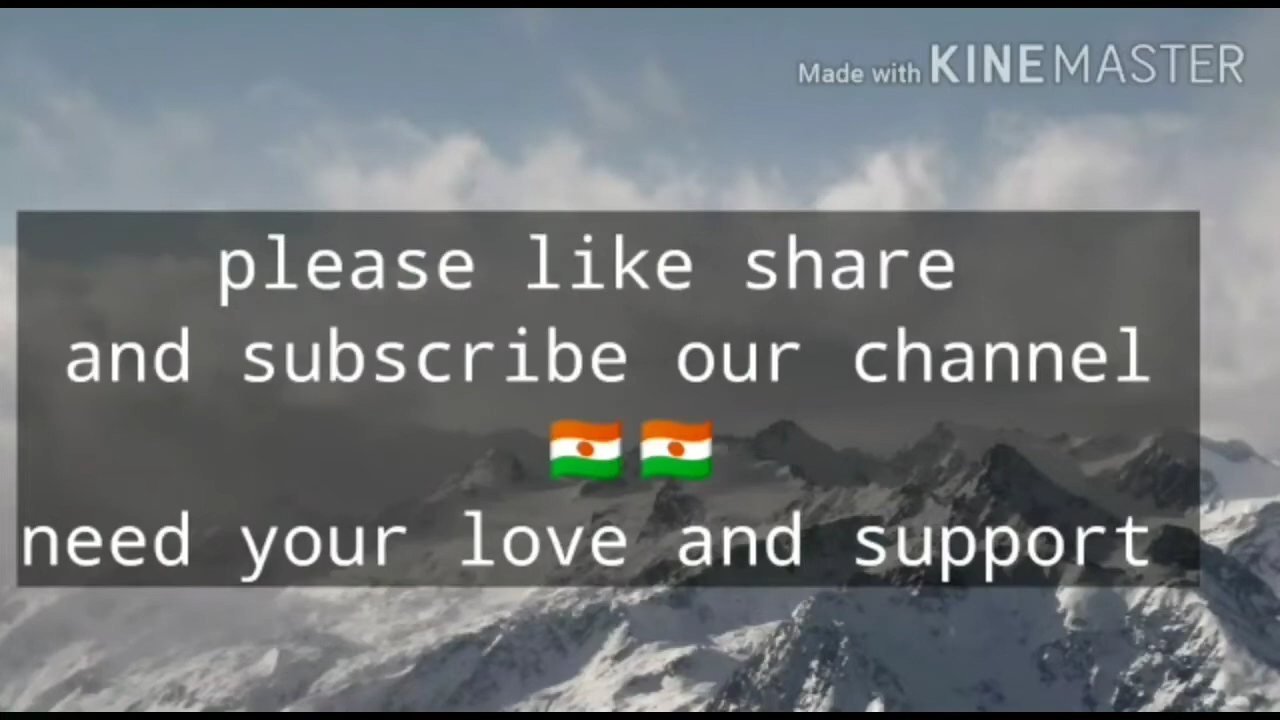 Made with KINEMASTER
please like share
and subscribe our channel
🇳🇪 🇳🇪
need your love and support